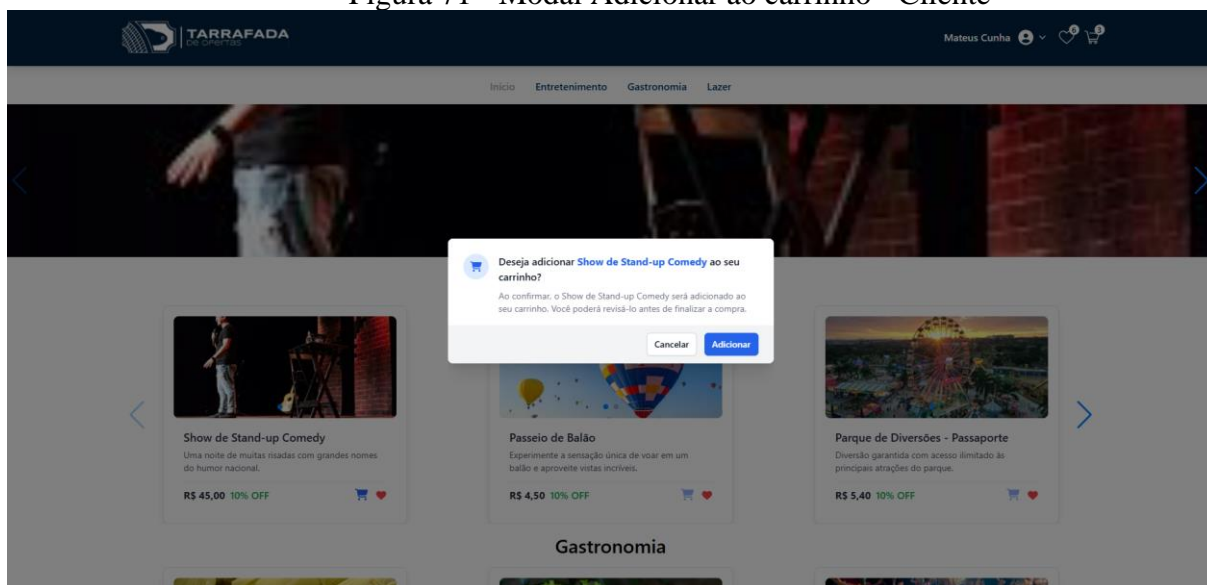 Figura 71 - Modal Adicionar ao carrinho - Cliente
TARRAFADA
DE OFERTAS
Mateus Cunha
Início Entretenimento Gastronomia Lazer
Deseja adicionar Show de Stand-up Comedy ao seu
carrinho?
Ao confirmar, o Show de Stand-up Comedy será adicionado ao
seu carrinho. Você poderá revisá-lo antes de finalizar a compra.
Cancelar Adicionar
Show de Stand-up Comedy
Uma noite de muitas risadas com grandes nomes
do humor nacional.
R$ 45,00 10% OFF
Passeio de Balão
Experimente a sensação única de voar em um
balão e aproveite vistas incríveis.
R$ 4,50 10% OFF
Parque de Diversões - Passaporte
Diversão garantida com acesso ilimitado às
principais atrações do parque.
R$ 5,40 10% OFF
Gastronomia